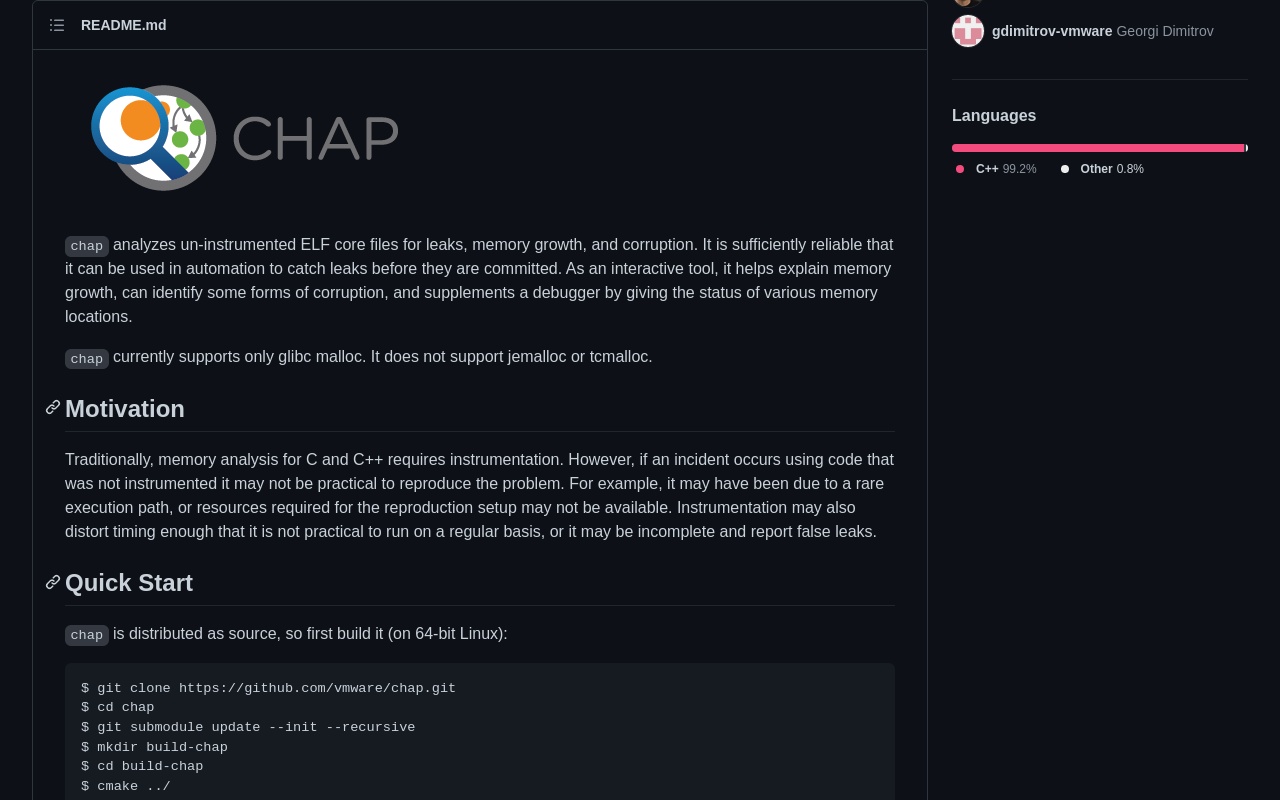 README.md
CHAP
chap analyzes un-instrumented ELF core files for leaks, memory growth, and corruption. It is sufficiently reliable that
it can be used in automation to catch leaks before they are committed. As an interactive tool, it helps explain memory
growth, can identify some forms of corruption, and supplements a debugger by giving the status of various memory
locations.
chap currently supports only glibc malloc. It does not support jemalloc or tcmalloc.
Motivation
Traditionally, memory analysis for C and C++ requires instrumentation. However, if an incident occurs using code that
was not instrumented it may not be practical to reproduce the problem. For example, it may have been due to a rare
execution path, or resources required for the reproduction setup may not be available. Instrumentation may also
distort timing enough that it is not practical to run on a regular basis, or it may be incomplete and report false leaks.
Quick Start
chap is distributed as source, so first build it (on 64-bit Linux):
$ git clone https://github.com/vmware/chap.git
$ cd chap
$ git submodule update --init --recursive
$ mkdir build-chap
$ cd build-chap
$ cmake ../
gdimitrov-vmware Georgi Dimitrov
Languages
C++ 99.2% Other 0.8%